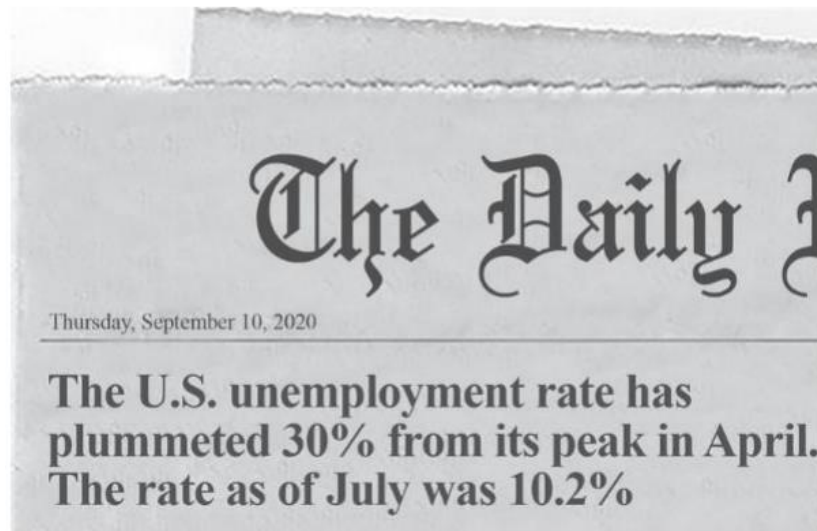 The Daily
Thursday, September 10, 2020
The U.S. unemployment rate has
plummeted 30% from its peak in April.
The rate as of July was 10.2%